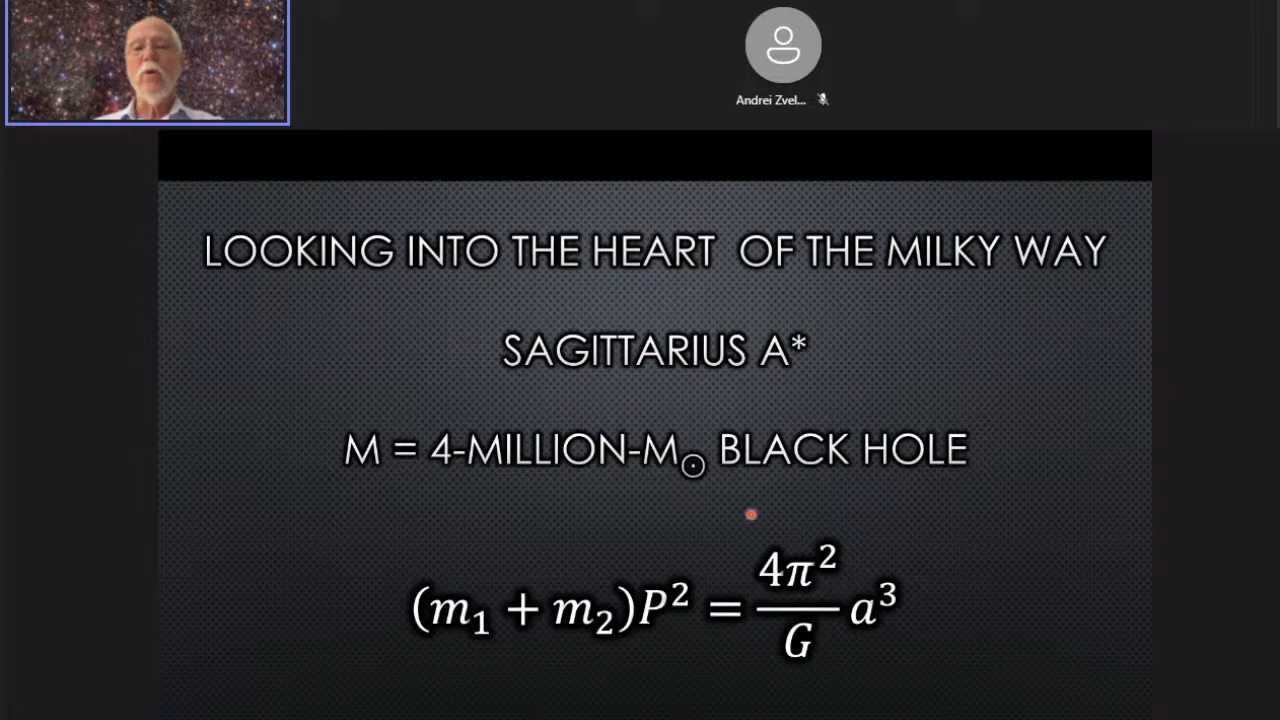 Andrei Zvel...
LOOKING INTO THE HEART OF THE MILKY WAY
SAGITTARIUS A*
M = 4-MILLION-M☉ BLACK HOLE
(m₁ + m₂)P² = 4π²/G a³